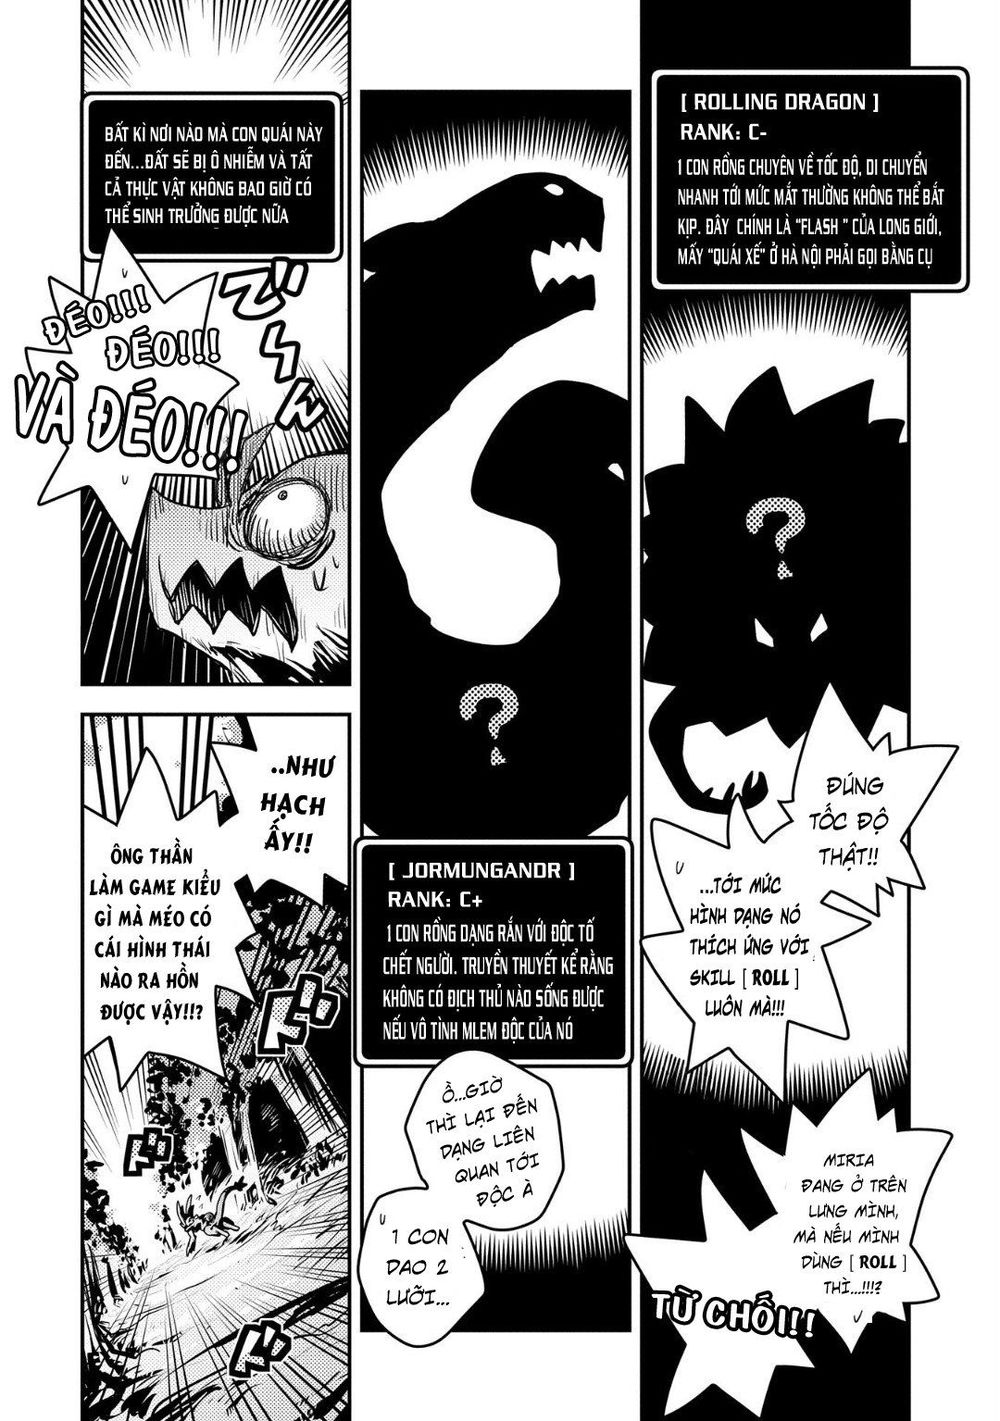 [ ROLLING DRAGON ]
RANK: C-
1 CON RỒNG CHUYÊN VỀ TỐC ĐỘ, DI CHUYỂN
NHANH TỚI MỨC MẮT THƯỜNG KHÔNG THỂ BẮT
KỊP. ĐÂY CHÍNH LÀ “FLASH ” CỦA LONG GIỚI,
MẤY “QUÁI XẾ” Ở HÀ NỘI PHẢI GỌI BẰNG CỤ
?
ĐÚNG
TỐC ĐỘ
THẬT!!
...TỚI MỨC
HÌNH DẠNG NÓ
THÍCH ỨNG VỚI
SKILL [ ROLL ]
LUÔN MÀ!!!
MIRIA
ĐANG Ở TRÊN
LƯNG MÌNH,
MÀ NẾU MÌNH
DÙNG [ ROLL ]
THÌ...!!!?
TỪ CHỐI!!
?
[ JORMUNGANDR ]
RANK: C+
1 CON RỒNG DẠNG RẮN VỚI ĐỘC TỐ
CHẾT NGƯỜI. TRUYỀN THUYẾT KỂ RẰNG
KHÔNG CÓ ĐỊCH THỦ NÀO SỐNG ĐƯỢC
NẾU VÔ TÌNH MLEM ĐỘC CỦA NÓ
Ồ...GIỜ
THÌ LẠI ĐẾN
DẠNG LIÊN
QUAN TỚI
ĐỘC À
1 CON
DAO 2
LƯỠI...
BẤT KÌ NƠI NÀO MÀ CON QUÁI NÀY
ĐẾN...ĐẤT SẼ BỊ Ô NHIỄM VÀ TẤT
CẢ THỰC VẬT KHÔNG BAO GIỜ CÓ
THỂ SINH TRƯỞNG ĐƯỢC NỮA
ĐÉO!!!
ĐÉO!!!
VÀ ĐÉO!!!
で〜ん
..NHƯ
HẠCH
ẤY!!
ÔNG THẦN
LÀM GAME KIỂU
GÌ MÀ MÉO CÓ
CÁI HÌNH THÁI
NÀO RA HỒN
ĐƯỢC VẬY!!?
ドド
ドド
ドド